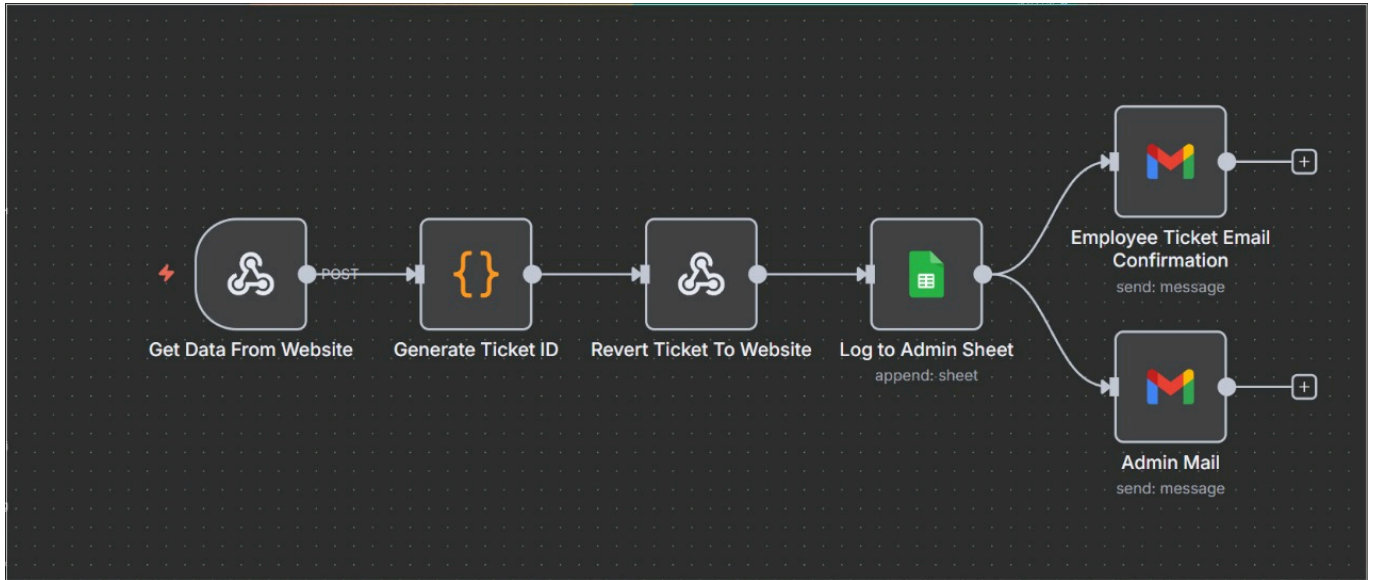 POST
Get Data From Website
Generate Ticket ID
Revert Ticket To Website
Log to Admin Sheet
append: sheet
Employee Ticket Email
Confirmation
send: message
Admin Mail
send: message